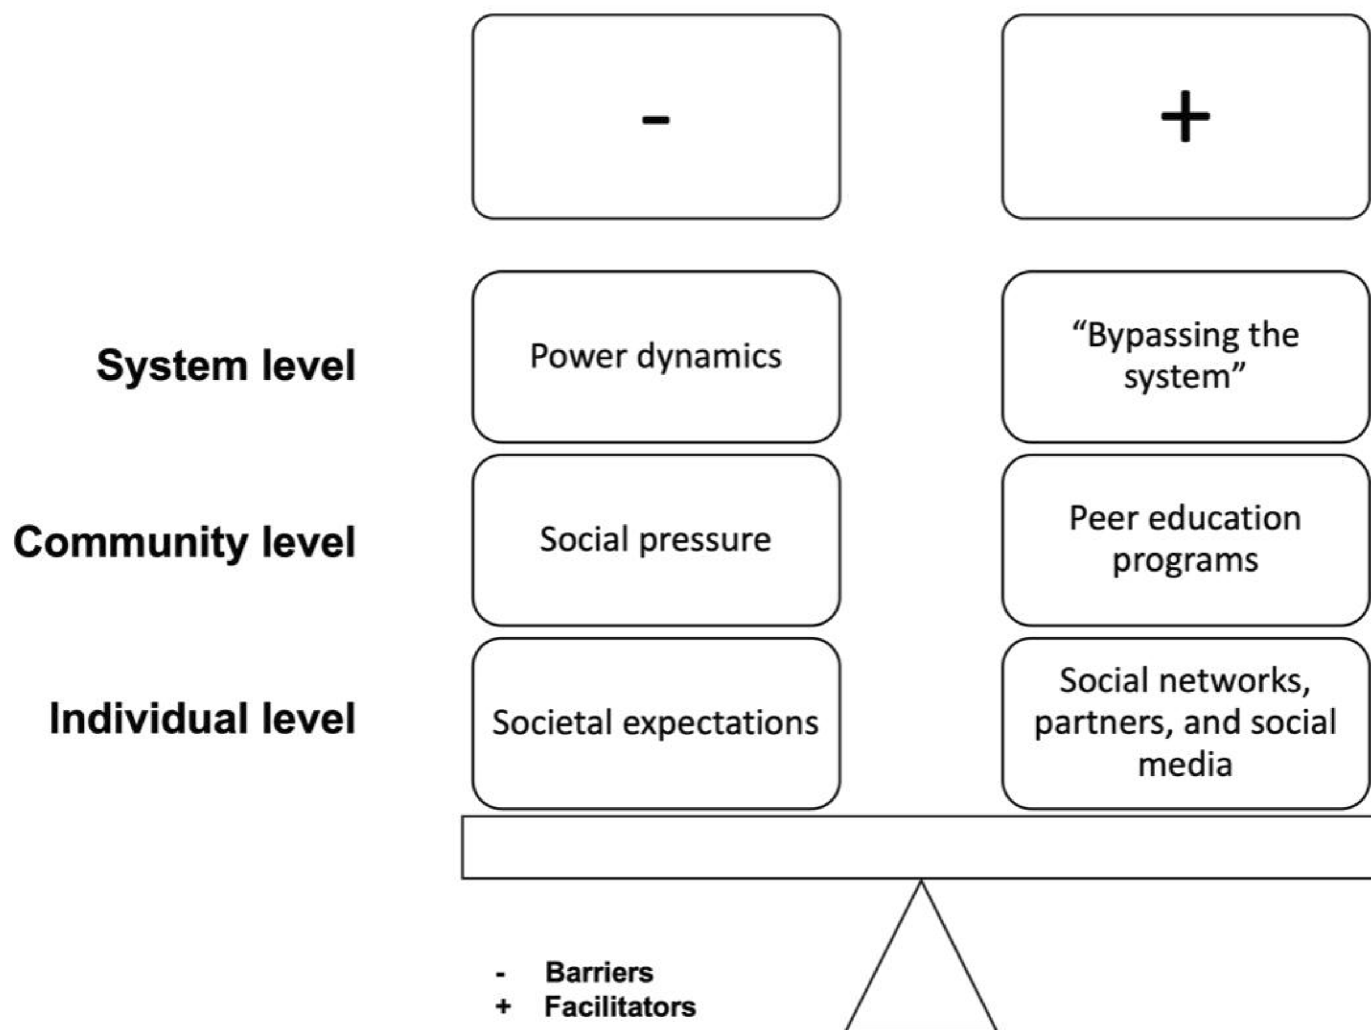 -
+
System level
Power dynamics
“Bypassing the
system”
Community level
Social pressure
Peer education
programs
Individual level
Societal expectations
Social networks,
partners, and social
media
- Barriers
+ Facilitators